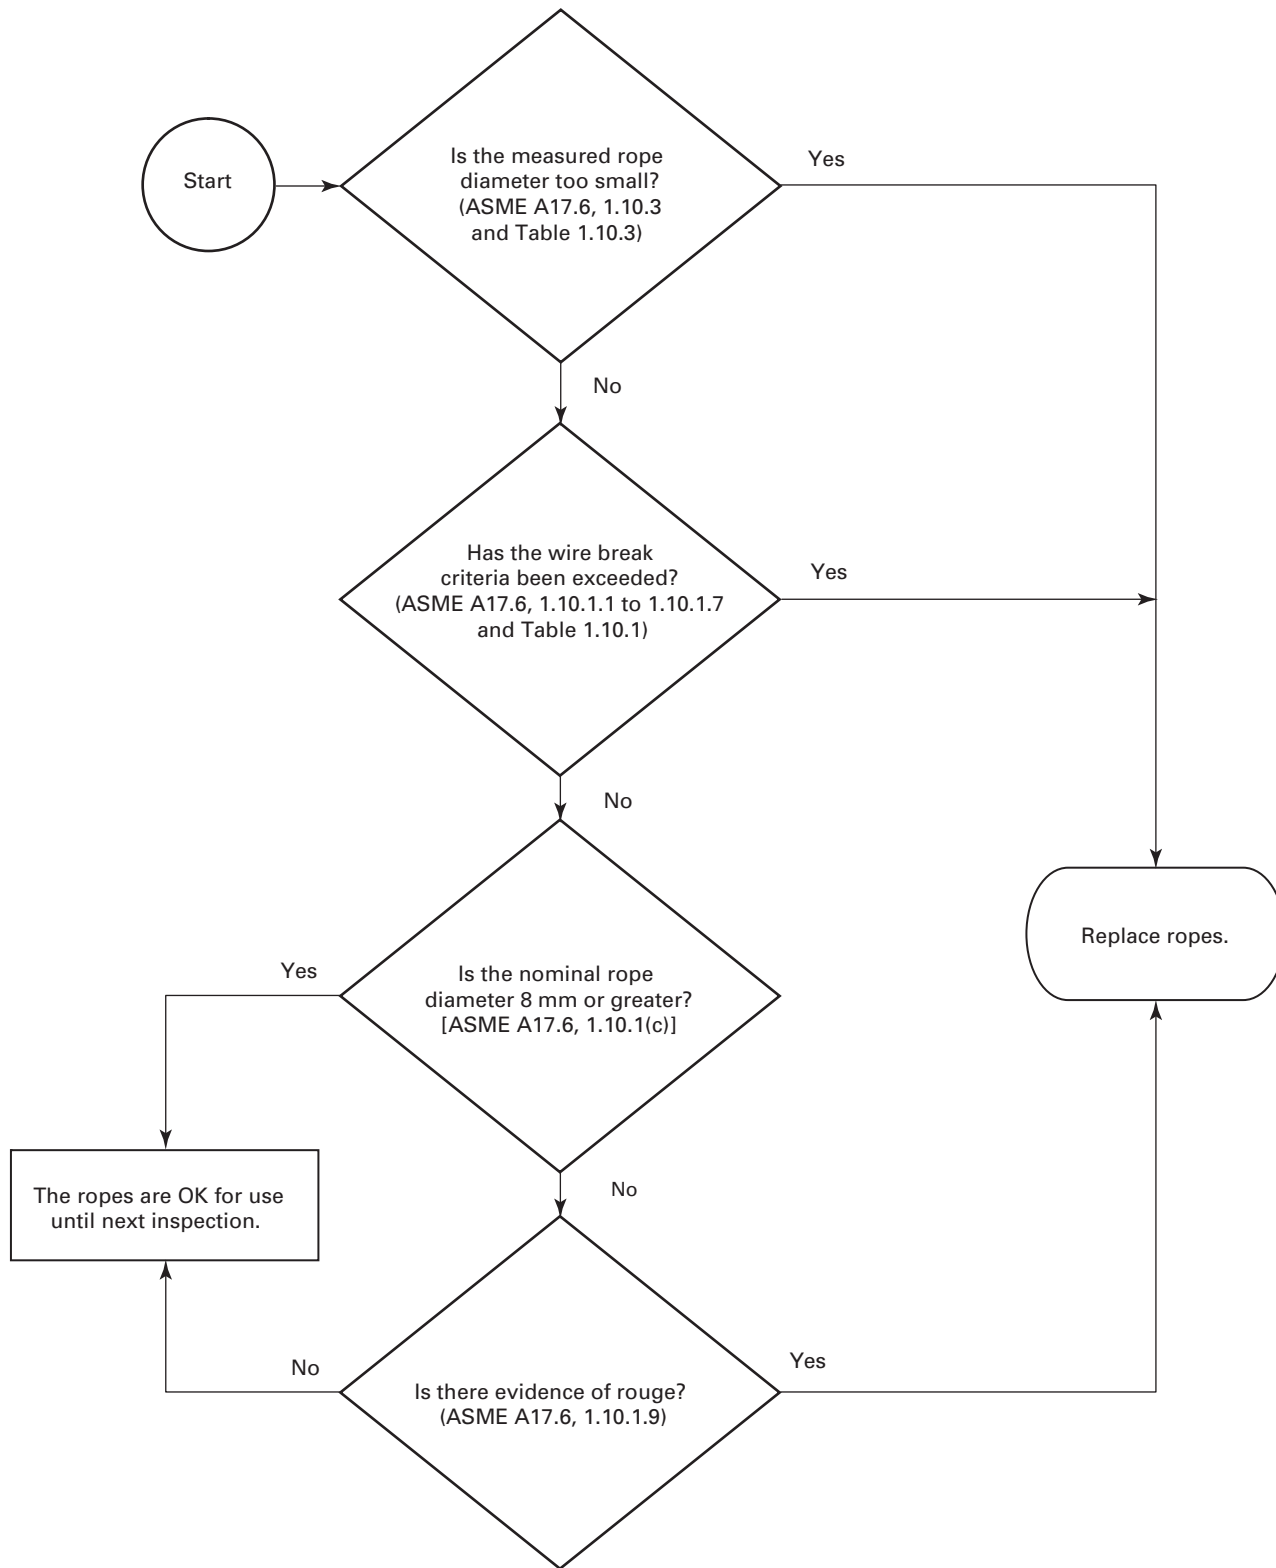 Start
Is the measured rope
diameter too small?
(ASME A17.6, 1.10.3
and Table 1.10.3)
Yes
No
Has the wire break
criteria been exceeded?
(ASME A17.6, 1.10.1.1 to 1.10.1.7
and Table 1.10.1)
Yes
No
Is the nominal rope
diameter 8 mm or greater?
[ASME A17.6, 1.10.1(c)]
Yes
Replace ropes.
No
The ropes are OK for use
until next inspection.
Is there evidence of rouge?
(ASME A17.6, 1.10.1.9)
No
Yes